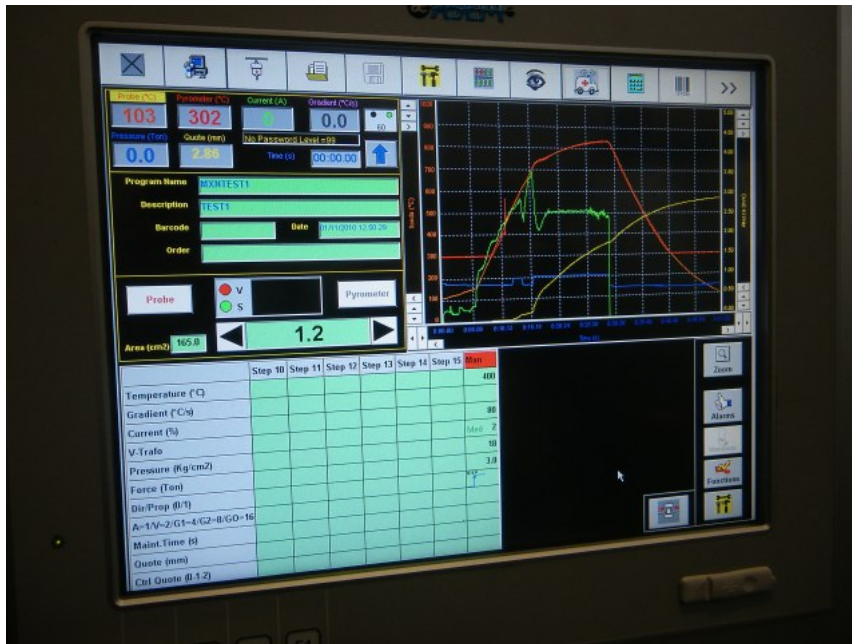 >>
Probe (°C) Pyrometer (°C) Current (A) Gradient (°C/s)
103 302 0 0.0 60
Pressure (Ton) Quote (mm) No Password Level =99
0.0 2.86 Time (s) 00:00.00
Program Name MXNTEST1
Description TEST1
Barcode Date 01/11/2010 12.50.29
Order
Probe V S Pyrometer
Area (cm2) 165.0 1.2
Time (s)
Step 10 Step 11 Step 12 Step 13 Step 14 Step 15 Man
Temperature (°C) 400
Gradient (°C/s)
Current (%) 80
V-Trafo Med 2
Pressure (Kg/cm2) 18
Force (Ton) 3.0
Dir/Prop (0/1)
A=1/V=2/G1=4/G2=8/GO=16
Maint.Time (s)
Quote (mm)
Ctrl Quote (0-1-2)
Zoom
Alarms
Functions